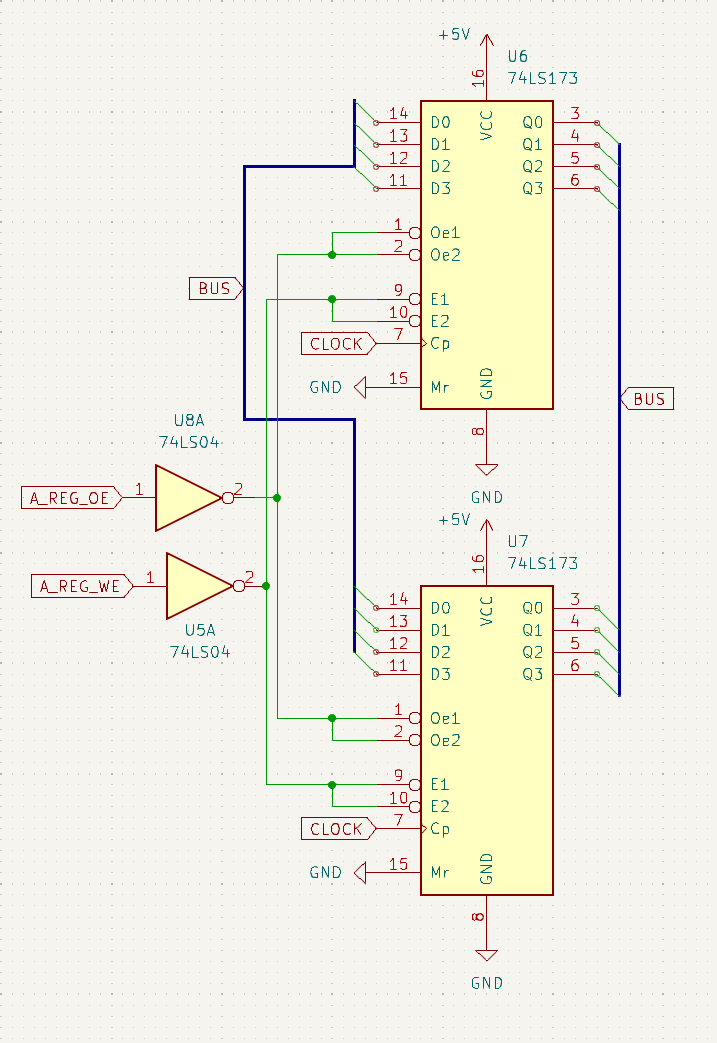 +5V
U6
74LS173
16
VCC
14 D0 Q0 3
13 D1 Q1 4
12 D2 Q2 5
11 D3 Q3 6
1 Oe1
2 Oe2
BUS
9 E1
10 E2
CLOCK 7 Cp
GND 15 Mr
GND
BUS
8
GND
U8A
74LS04
A_REG_OE 1 2
+5V
U7
74LS173
16
A_REG_WE 1 2
U5A
74LS04
VCC
14 D0 Q0 3
13 D1 Q1 4
12 D2 Q2 5
11 D3 Q3 6
1 Oe1
2 Oe2
9 E1
10 E2
CLOCK 7 Cp
GND 15 Mr
GND
8
GND